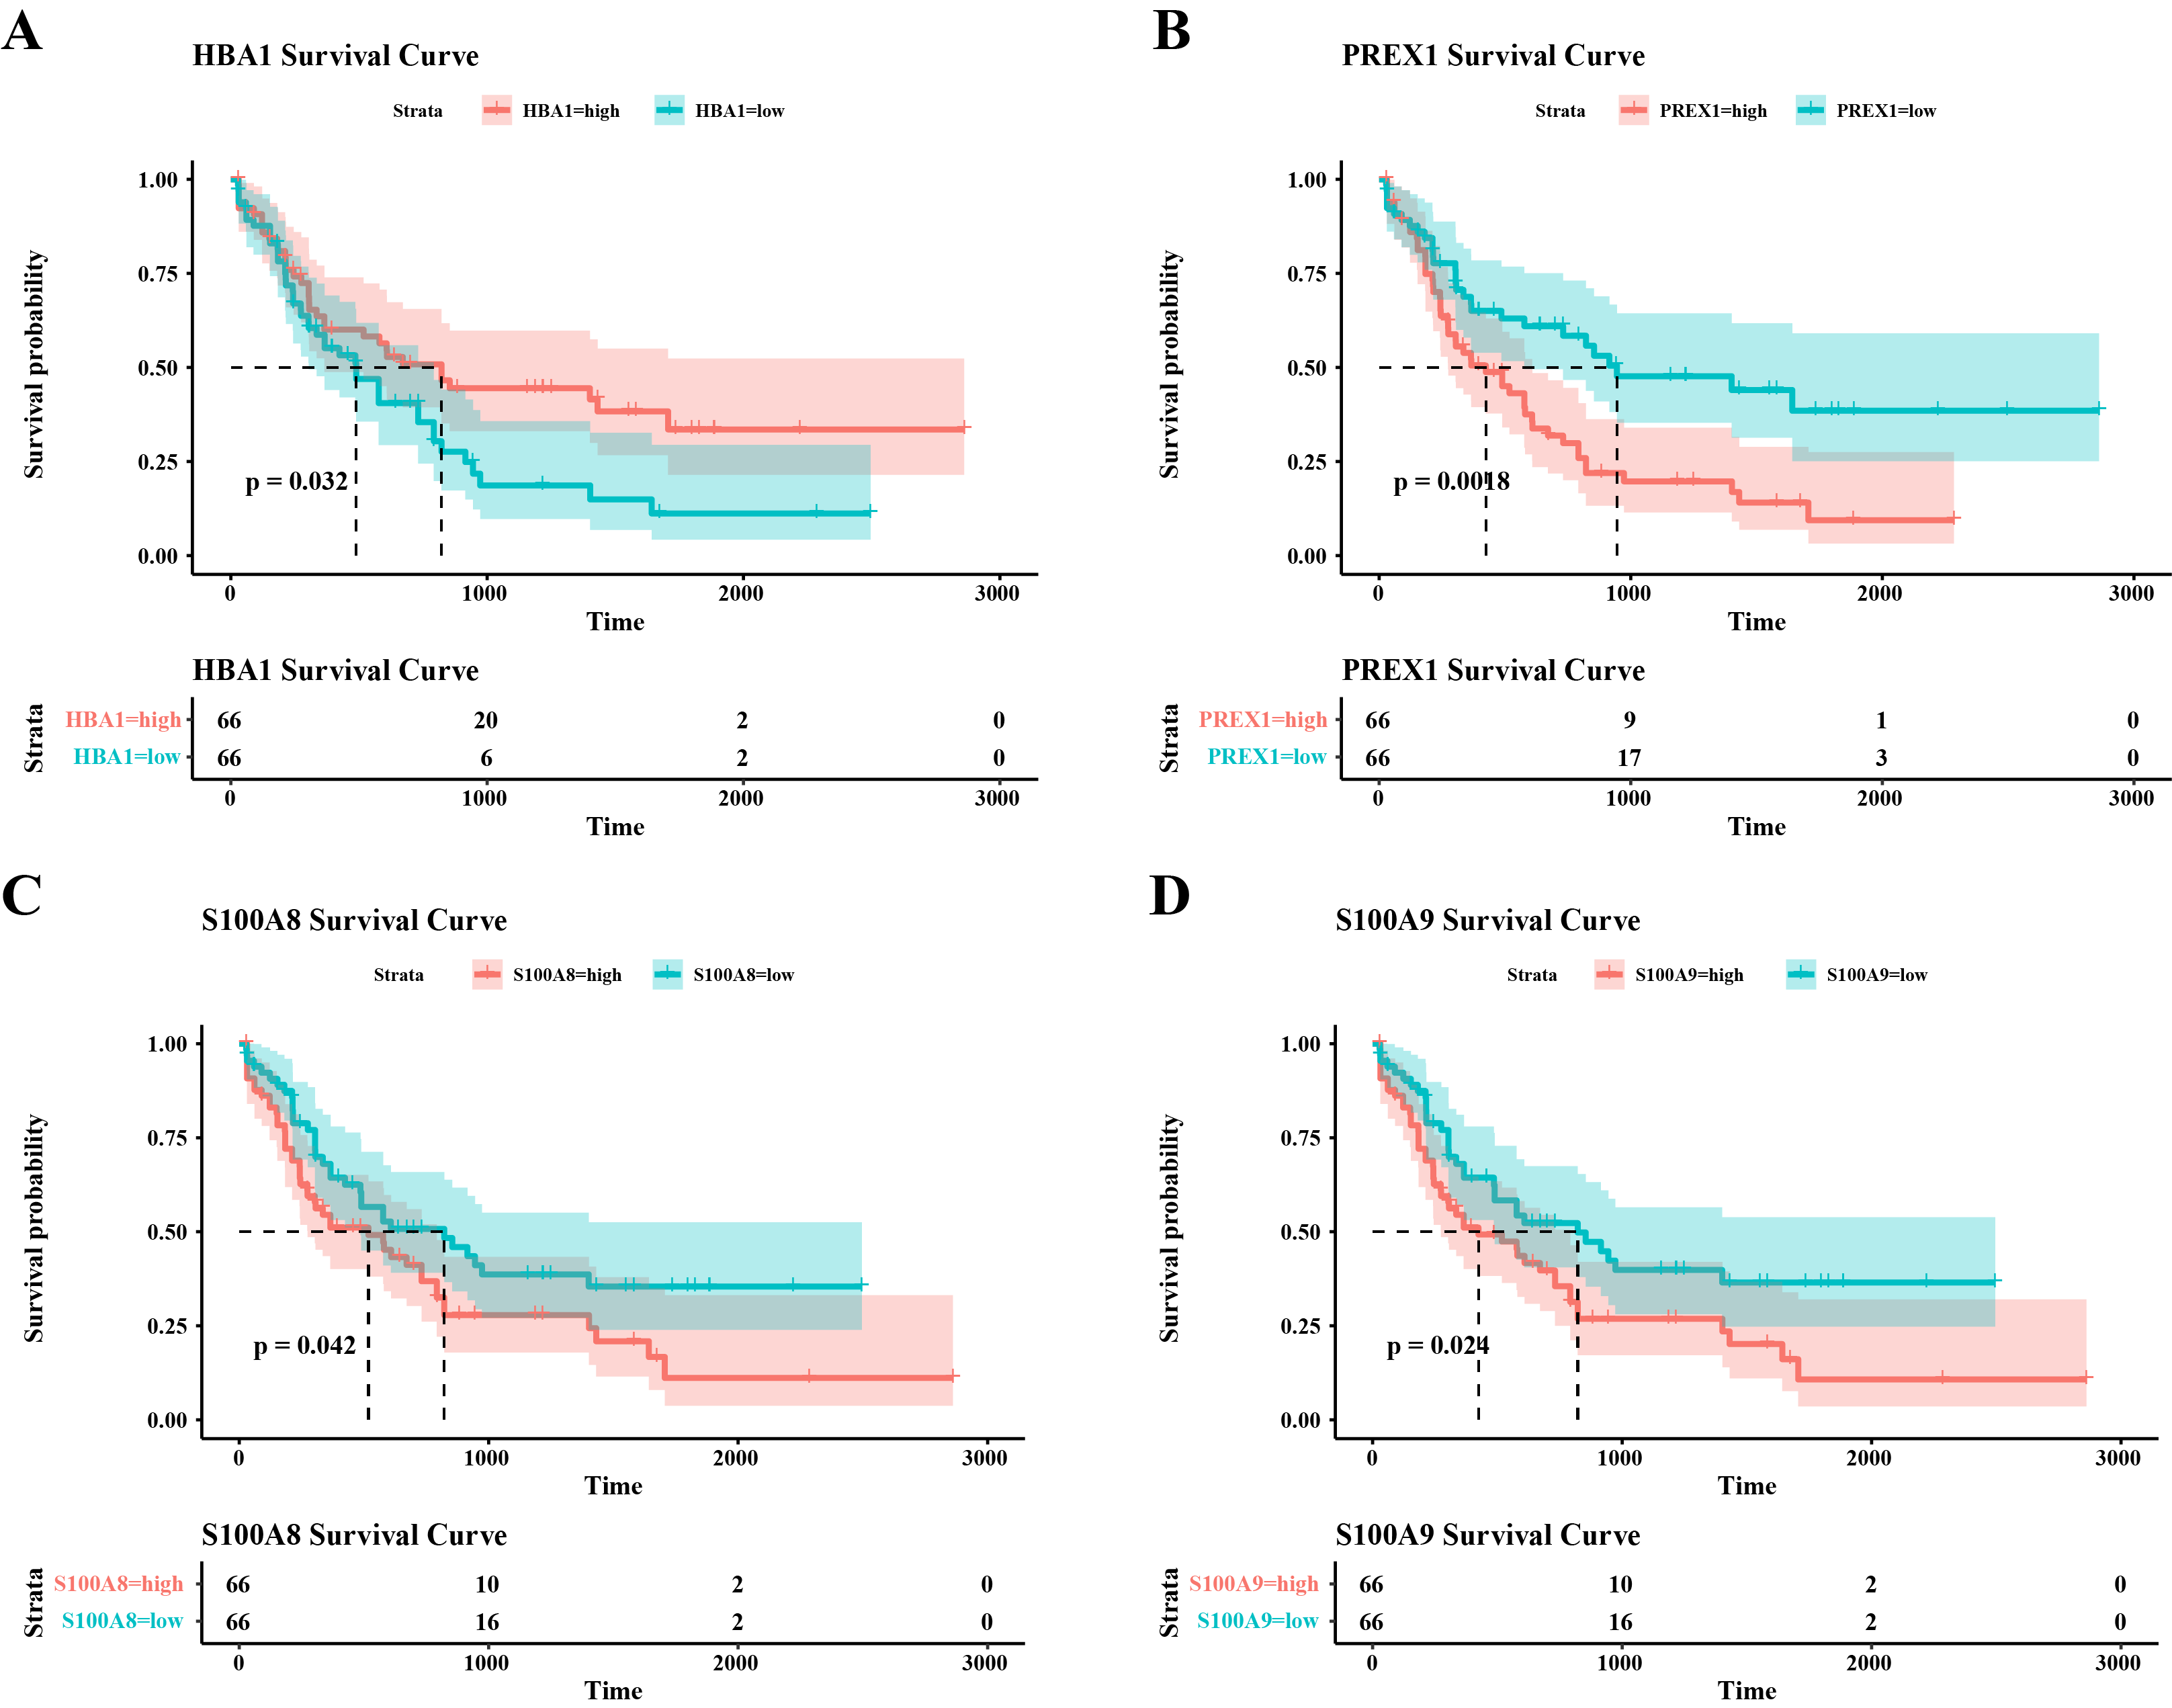 A
HBA1 Survival Curve
Strata HBA1=high HBA1=low
Survival probability
1.00
0.75
0.50
0.25
0.00
p = 0.032
0 1000 2000 3000
Time
HBA1 Survival Curve
Strata
HBA1=high 66 20 2 0
HBA1=low 66 6 2 0
0 1000 2000 3000
Time
B
PREX1 Survival Curve
Strata PREX1=high PREX1=low
Survival probability
1.00
0.75
0.50
0.25
0.00
p = 0.0018
0 1000 2000 3000
Time
PREX1 Survival Curve
Strata
PREX1=high 66 9 1 0
PREX1=low 66 17 3 0
0 1000 2000 3000
Time
C
S100A8 Survival Curve
Strata S100A8=high S100A8=low
Survival probability
1.00
0.75
0.50
0.25
0.00
p = 0.042
0 1000 2000 3000
Time
S100A8 Survival Curve
Strata
S100A8=high 66 10 2 0
S100A8=low 66 16 2 0
0 1000 2000 3000
Time
D
S100A9 Survival Curve
Strata S100A9=high S100A9=low
Survival probability
1.00
0.75
0.50
0.25
0.00
p = 0.024
0 1000 2000 3000
Time
S100A9 Survival Curve
Strata
S100A9=high 66 10 2 0
S100A9=low 66 16 2 0
0 1000 2000 3000
Time